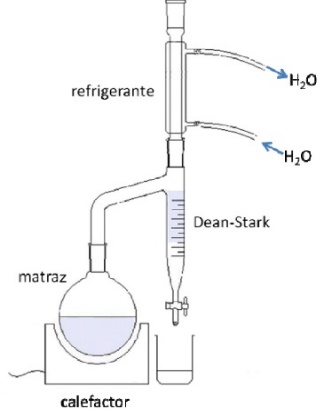 H₂O
refrigerante
H₂O
Dean-Stark
matraz
calefactor